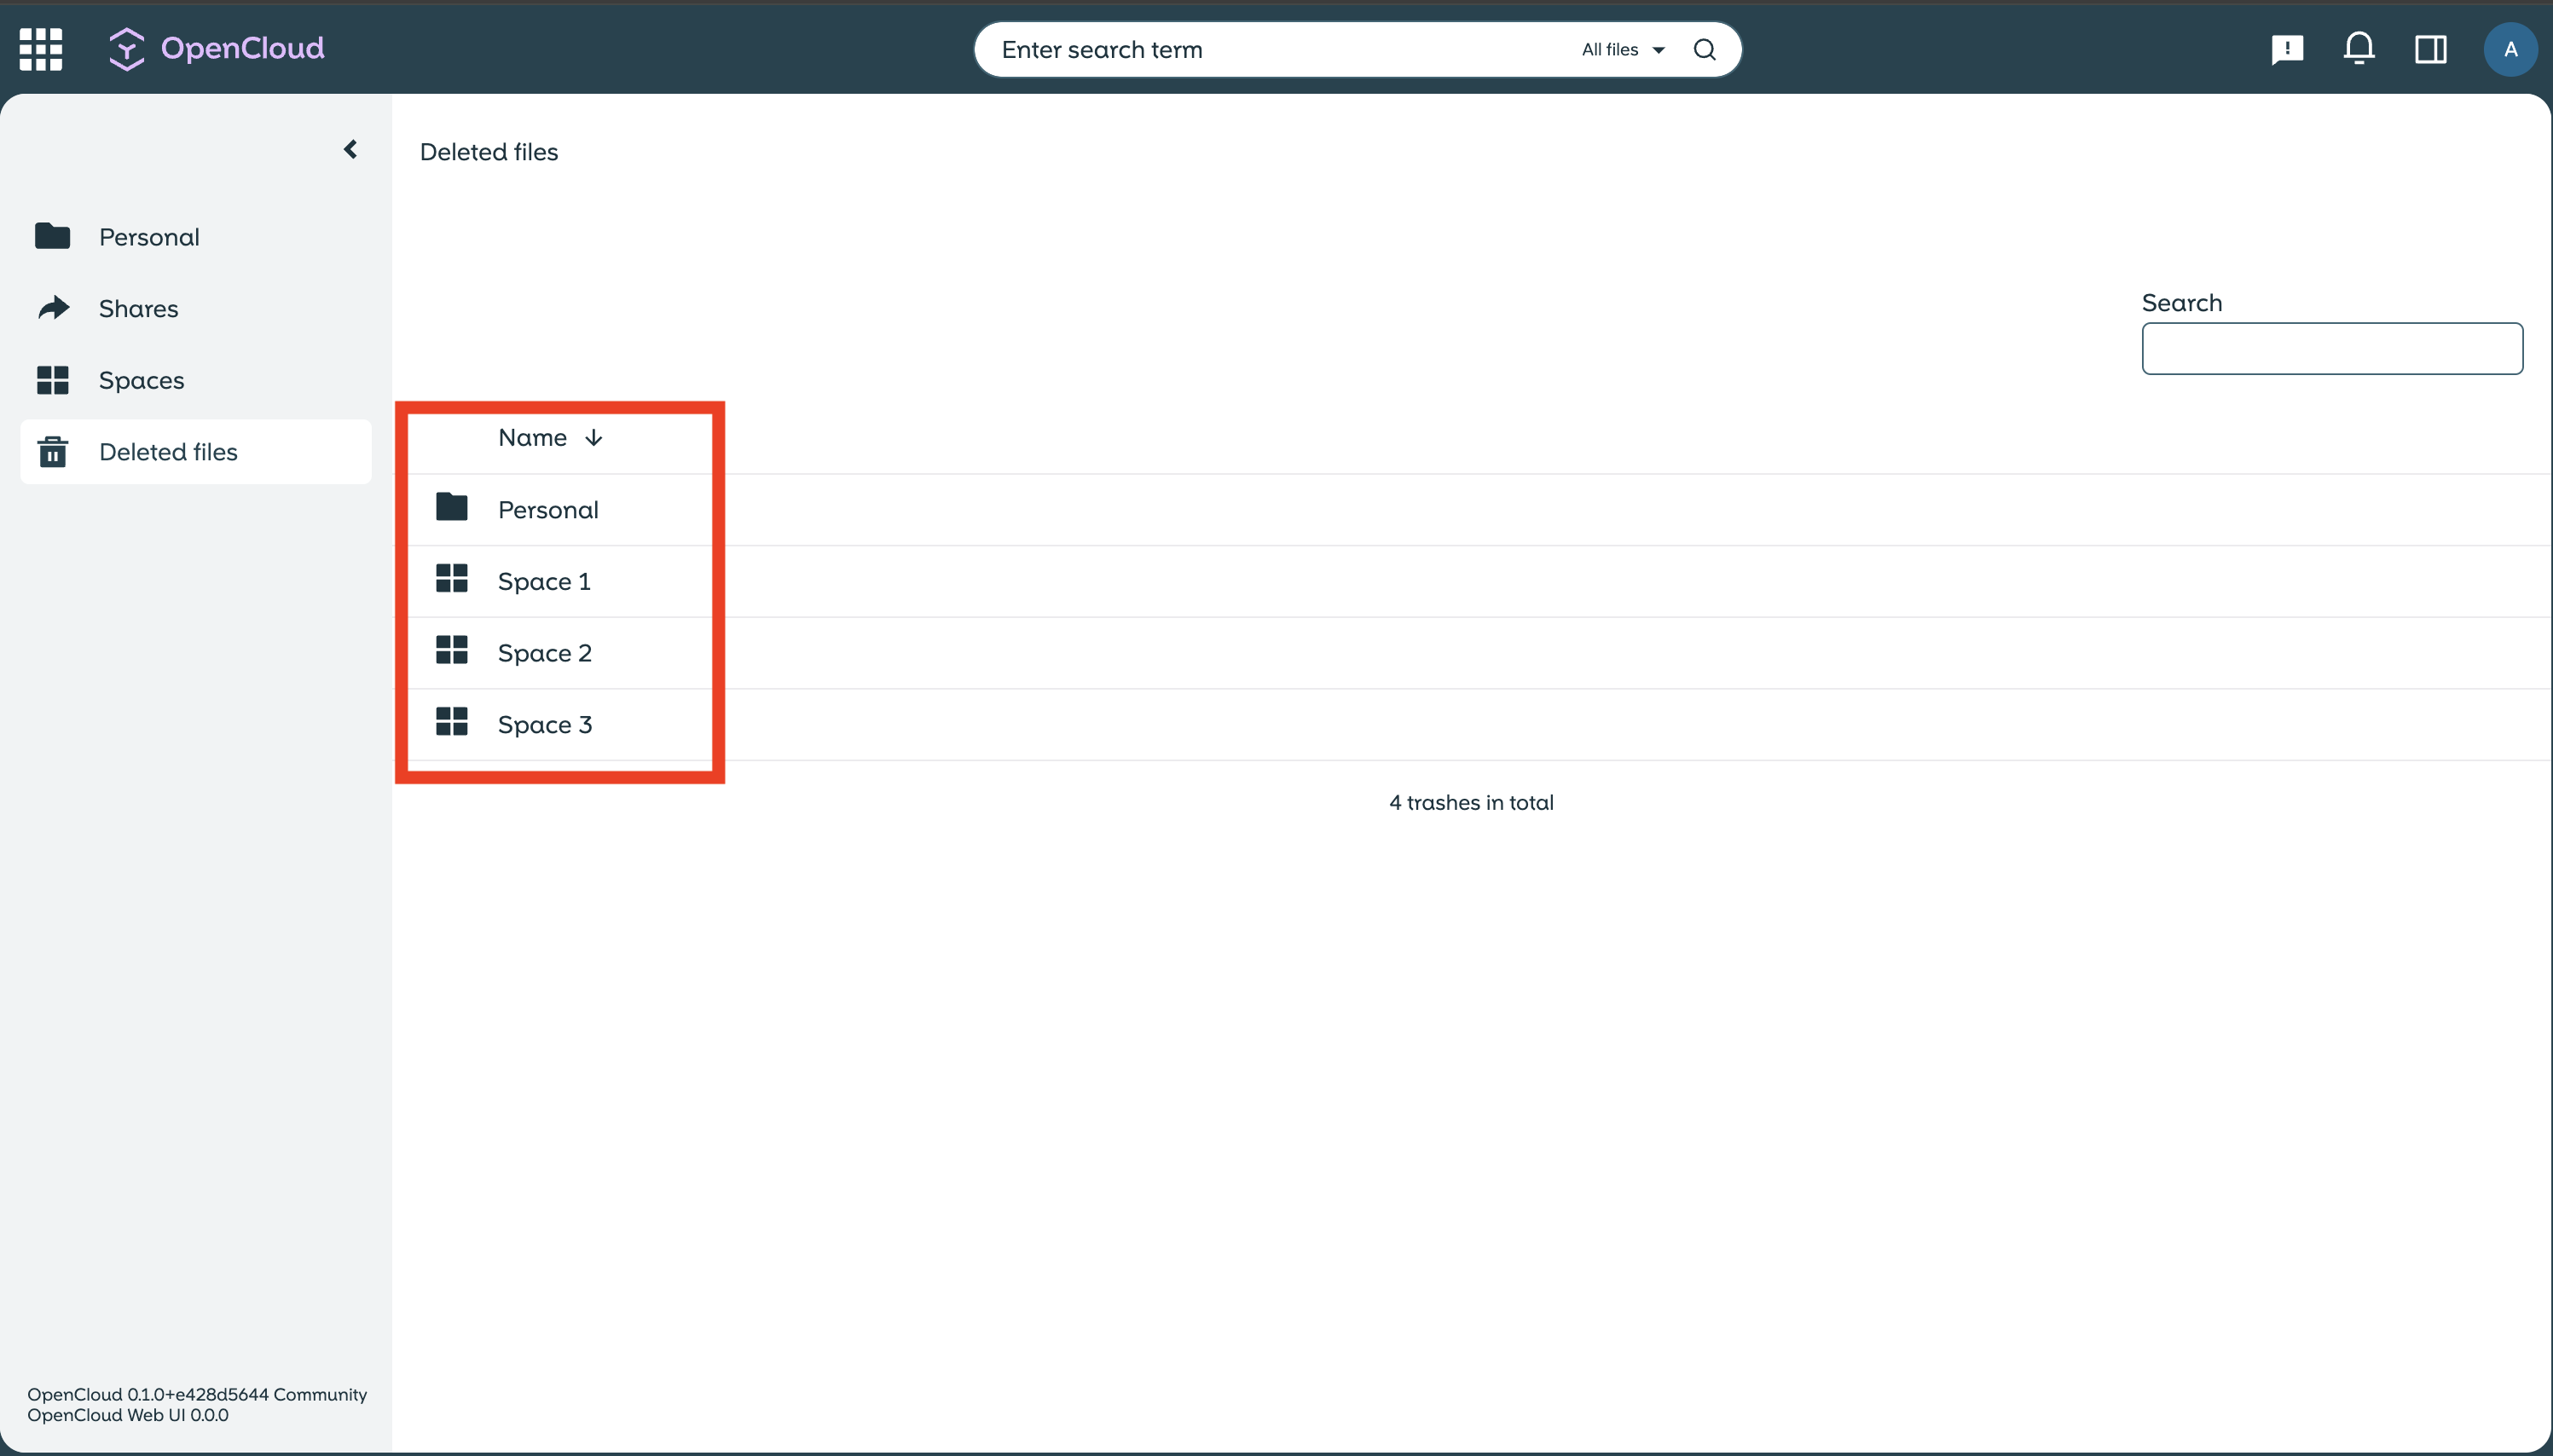 OpenCloud
Enter search term
All files
A
Personal
Shares
Spaces
Deleted files
Deleted files
Search
Name
Personal
Space 1
Space 2
Space 3
4 trashes in total
OpenCloud 0.1.0+e428d5644 Community
OpenCloud Web UI 0.0.0